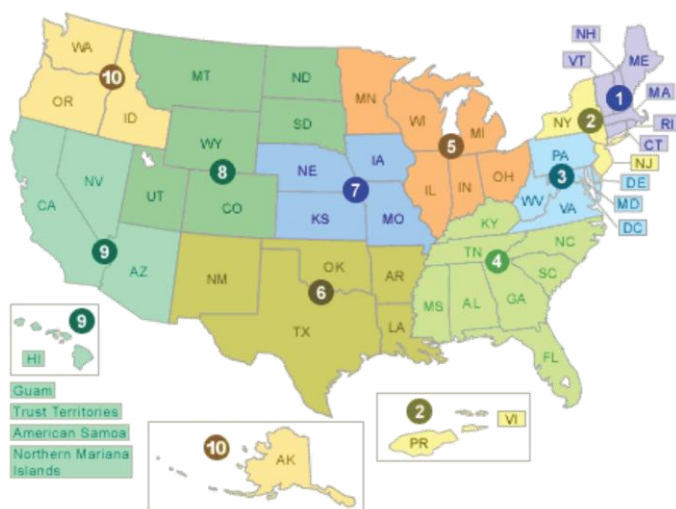 NH
ME
VT
MA
RI
CT
WA
10
OR
ID
MT
ND
SD
WY
8
UT
CO
MN
WI
MI
5
IL
IN
OH
NE
IA
7
KS
MO
NY
2
1
NJ
PA
3
DE
MD
DC
WV
VA
CA
NV
9
AZ
NM
OK
AR
6
TX
LA
KY
TN
NC
4
SC
MS
AL
GA
FL
9
HI
Guam
Trust Territories
American Samoa
Northern Mariana
Islands
10
AK
2
VI
PR